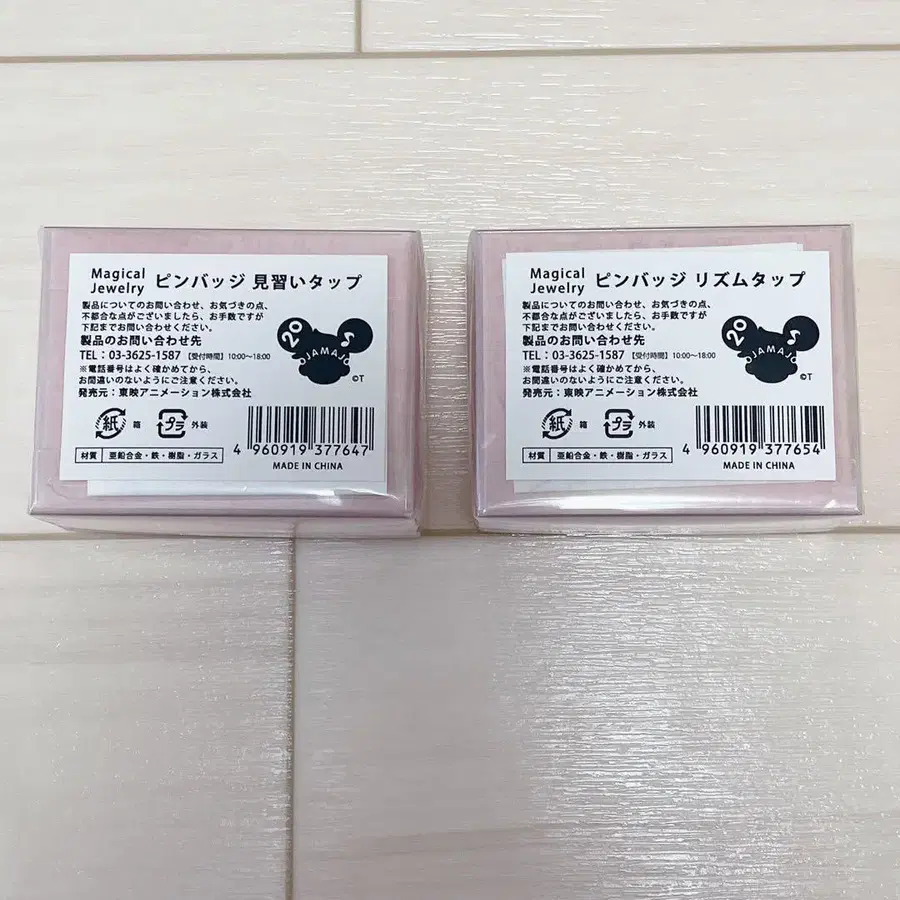 Magical
Jewelry
ピンバッジ 見習いタップ
製品についてのお問い合わせ、お気づきの点、
不都合な点がございましたら、お手数ですが
下記までお問い合わせください。
製品のお問い合わせ先
TEL：03-3625-1587 【受付時間】10:00～18:00
※電話番号はよく確かめてから、
お間違いのないようにご注意ください。
発売元：東映アニメーション株式会社
20
OJAMAJO
©T
紙 箱 プラ 外装
4 960919 377647
材質 亜鉛合金・鉄・樹脂・ガラス
MADE IN CHINA
Magical
Jewelry
ピンバッジ リズムタップ
製品についてのお問い合わせ、お気づきの点、
不都合な点がございましたら、お手数ですが
下記までお問い合わせください。
製品のお問い合わせ先
TEL：03-3625-1587 【受付時間】10:00～18:00
※電話番号はよく確かめてから、
お間違いのないようにご注意ください。
発売元：東映アニメーション株式会社
20
OJAMAJO
©T
紙 箱 プラ 外装
4 960919 377654
材質 亜鉛合金・鉄・樹脂・ガラス
MADE IN CHINA